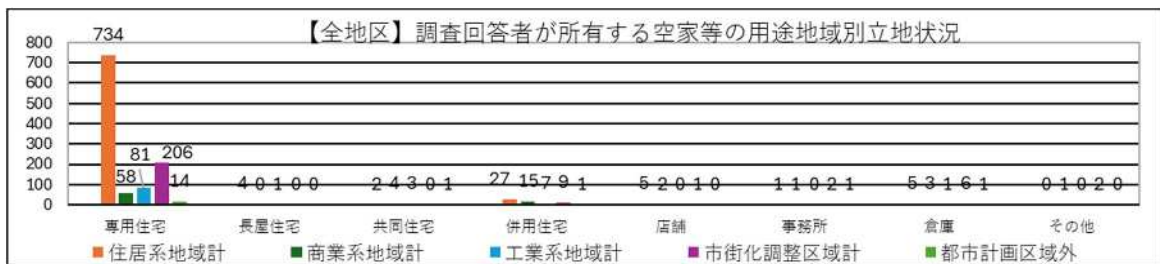 【全地区】調査回答者が所有する空家等の用途地域別立地状況
800
700
600
500
400
300
200
100
0
734
58
81
206
14
4 0 1 0 0
2 4 3 0 1
27 15 7 9 1
5 2 0 1 0
1 1 0 2 1
5 3 1 6 1
0 1 0 2 0
専用住宅 長屋住宅 共同住宅 併用住宅 店舗 事務所 倉庫 その他
住居系地域計 商業系地域計 工業系地域計 市街化調整区域計 都市計画区域外